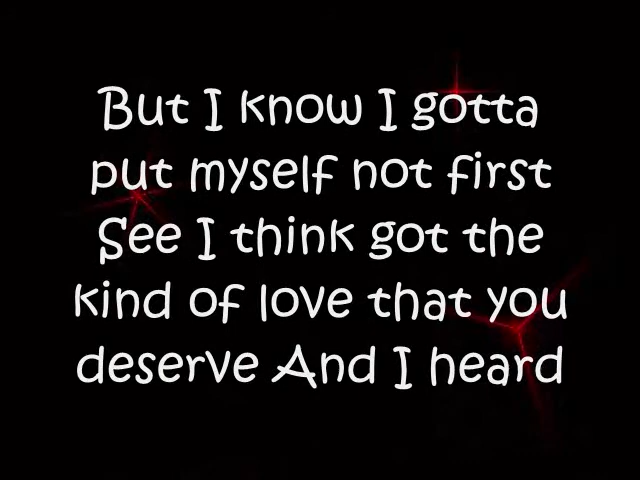 But I know I gotta
put myself not first
See I think got the
kind of love that you
deserve And I heard